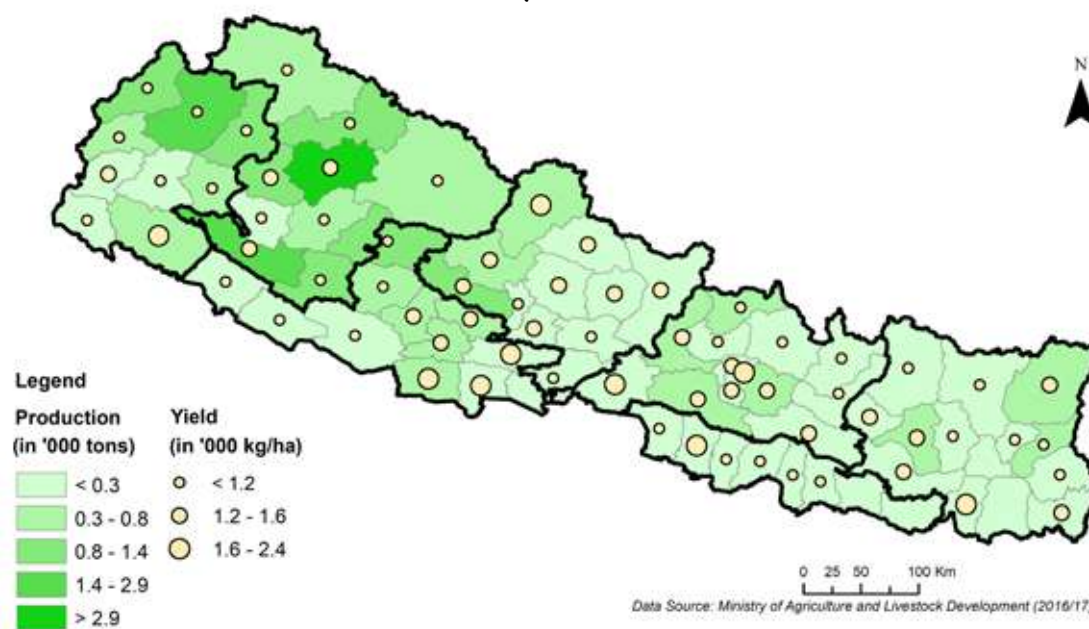 N
Legend
Production Yield
(in '000 tons) (in '000 kg/ha)
< 0.3 < 1.2
0.3 - 0.8 1.2 - 1.6
0.8 - 1.4 1.6 - 2.4
1.4 - 2.9
> 2.9
0 25 50 100 Km
Data Source: Ministry of Agriculture and Livestock Development (2016/17